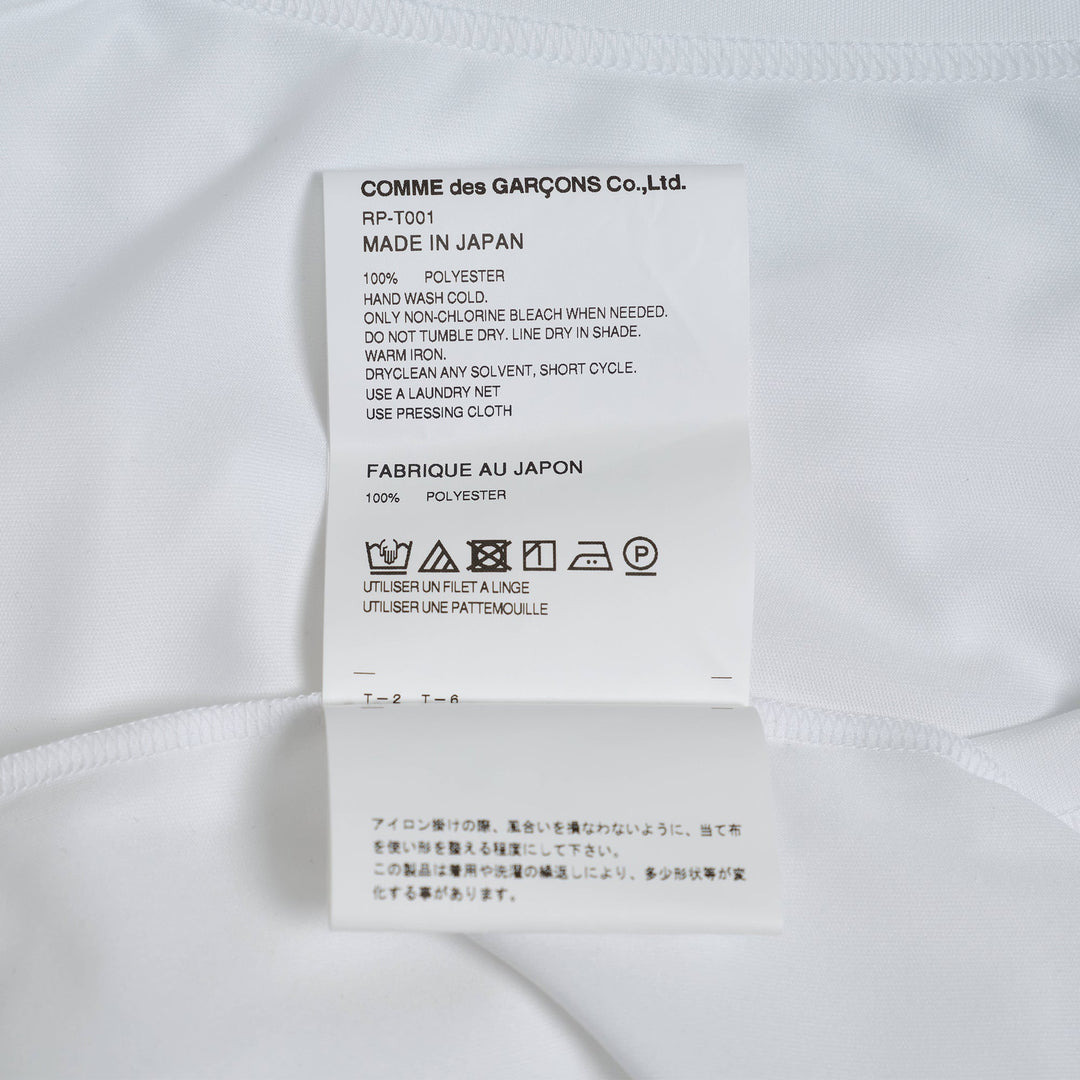 COMME des GARÇONS Co.,Ltd.
RP-T001
MADE IN JAPAN
100% POLYESTER
HAND WASH COLD.
ONLY NON-CHLORINE BLEACH WHEN NEEDED.
DO NOT TUMBLE DRY. LINE DRY IN SHADE.
WARM IRON.
DRYCLEAN ANY SOLVENT, SHORT CYCLE.
USE A LAUNDRY NET
USE PRESSING CLOTH
FABRIQUE AU JAPON
100% POLYESTER
P
UTILISER UN FILET A LINGE
UTILISER UNE PATTEMOUILLE
T-2 T-6
アイロン掛けの際、風合いを損なわないように、当て布
を使い形を整える程度にして下さい。
この製品は着用や洗濯の繰返しにより、多少形状等が変
化する事があります。